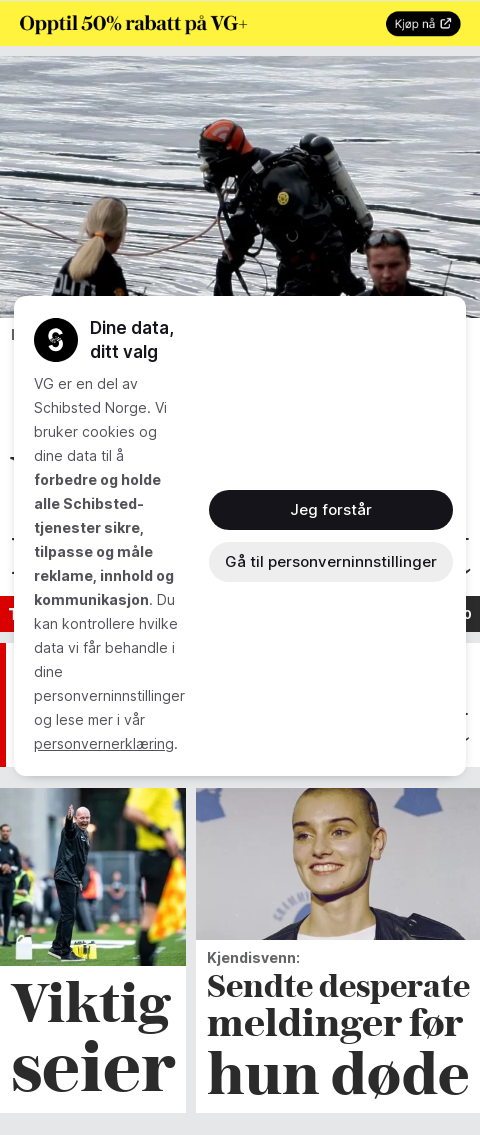 Opptil 50% rabatt på VG+
Kjøp nå
Dine data,
ditt valg
VG er en del av
Schibsted Norge. Vi
bruker cookies og
dine data til å
forbedre og holde
alle Schibsted-
tjenester sikre,
tilpasse og måle
reklame, innhold og
kommunikasjon. Du
kan kontrollere hvilke
data vi får behandle i
dine
personverninnstillinger
og lese mer i vår
personvernerklæring.
Jeg forstår
Gå til personverninnstillinger
Viktig
seier
Kjendisvenn:
Sendte desperate
meldinger før
hun døde